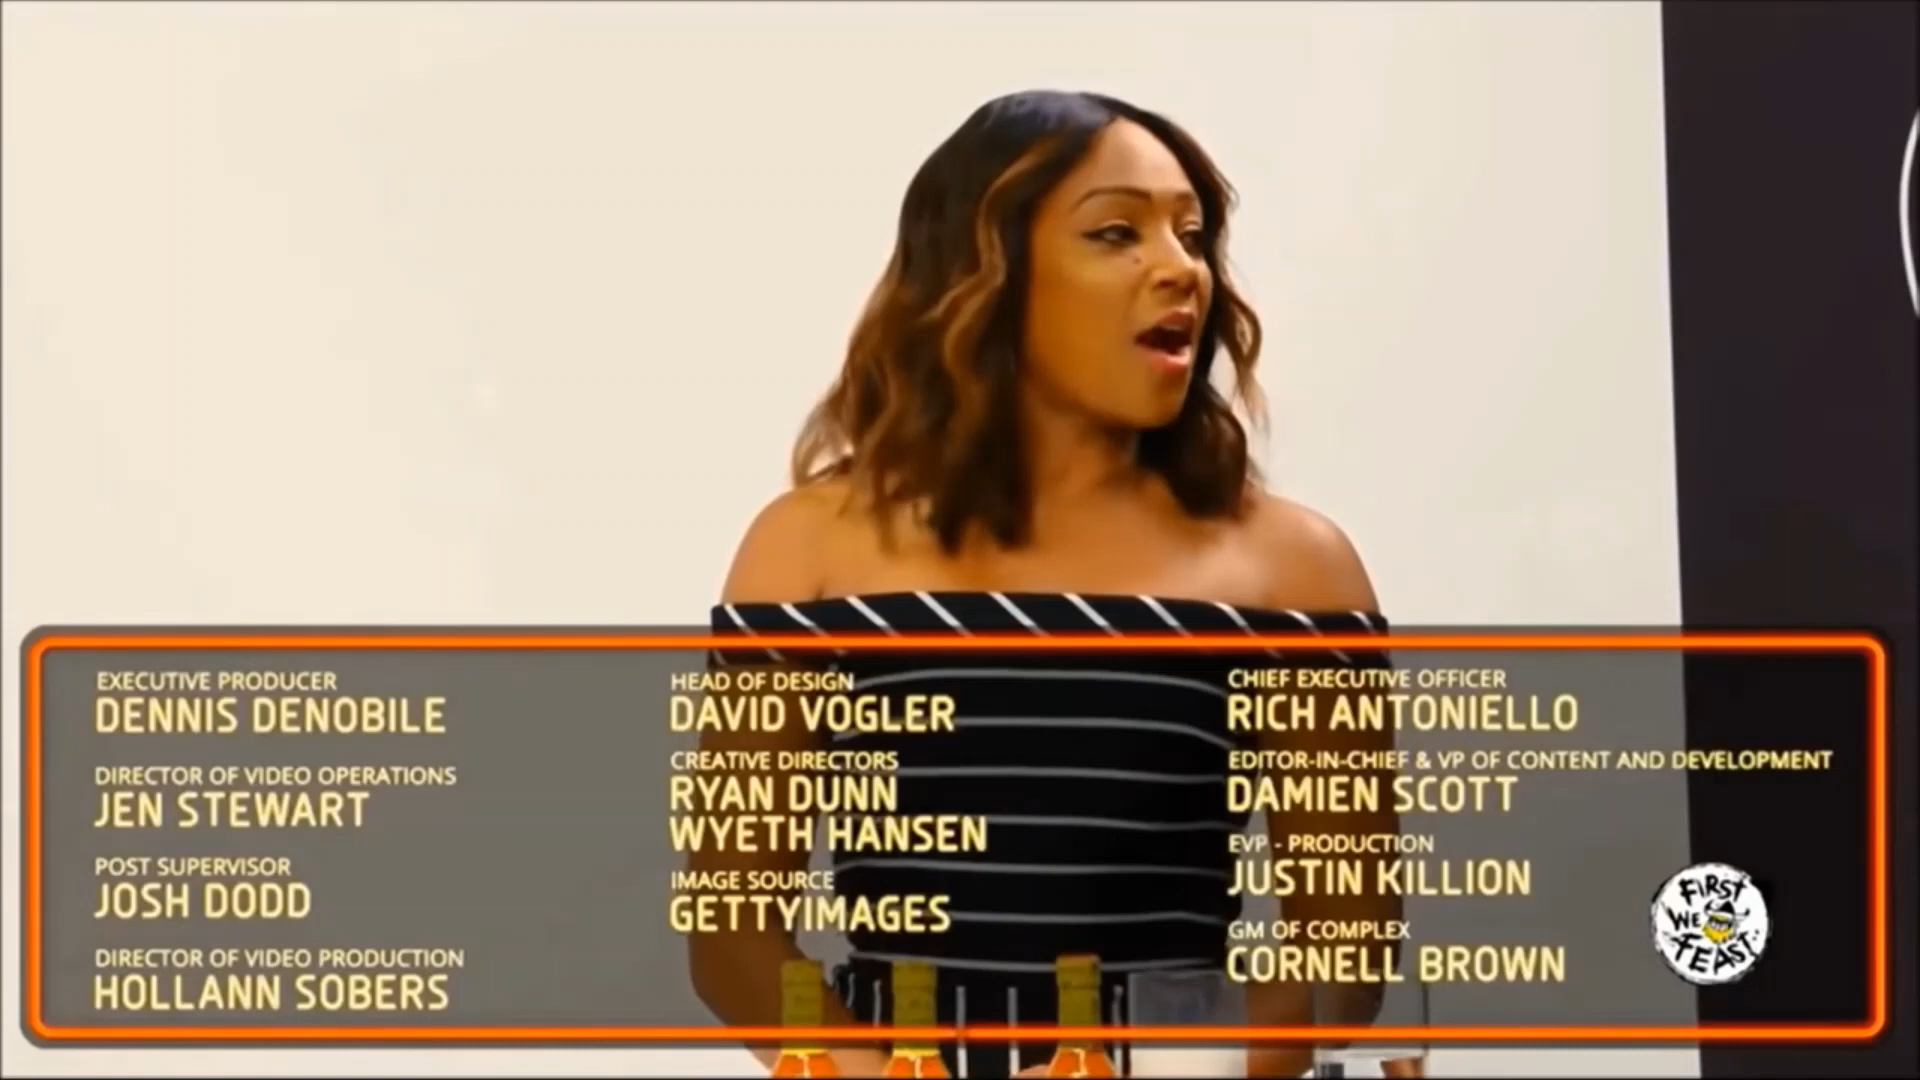 EXECUTIVE PRODUCER
DENNIS DENOBILE
DIRECTOR OF VIDEO OPERATIONS
JEN STEWART
POST SUPERVISOR
JOSH DODD
DIRECTOR OF VIDEO PRODUCTION
HOLLANN SOBERS
HEAD OF DESIGN
DAVID VOGLER
CREATIVE DIRECTORS
RYAN DUNN
WYETH HANSEN
IMAGE SOURCE
GETTYIMAGES
CHIEF EXECUTIVE OFFICER
RICH ANTONIELLO
EDITOR-IN-CHIEF & VP OF CONTENT AND DEVELOPMENT
DAMIEN SCOTT
EVP - PRODUCTION
JUSTIN KILLION
GM OF COMPLEX
CORNELL BROWN
FIRST
WE
FEAST